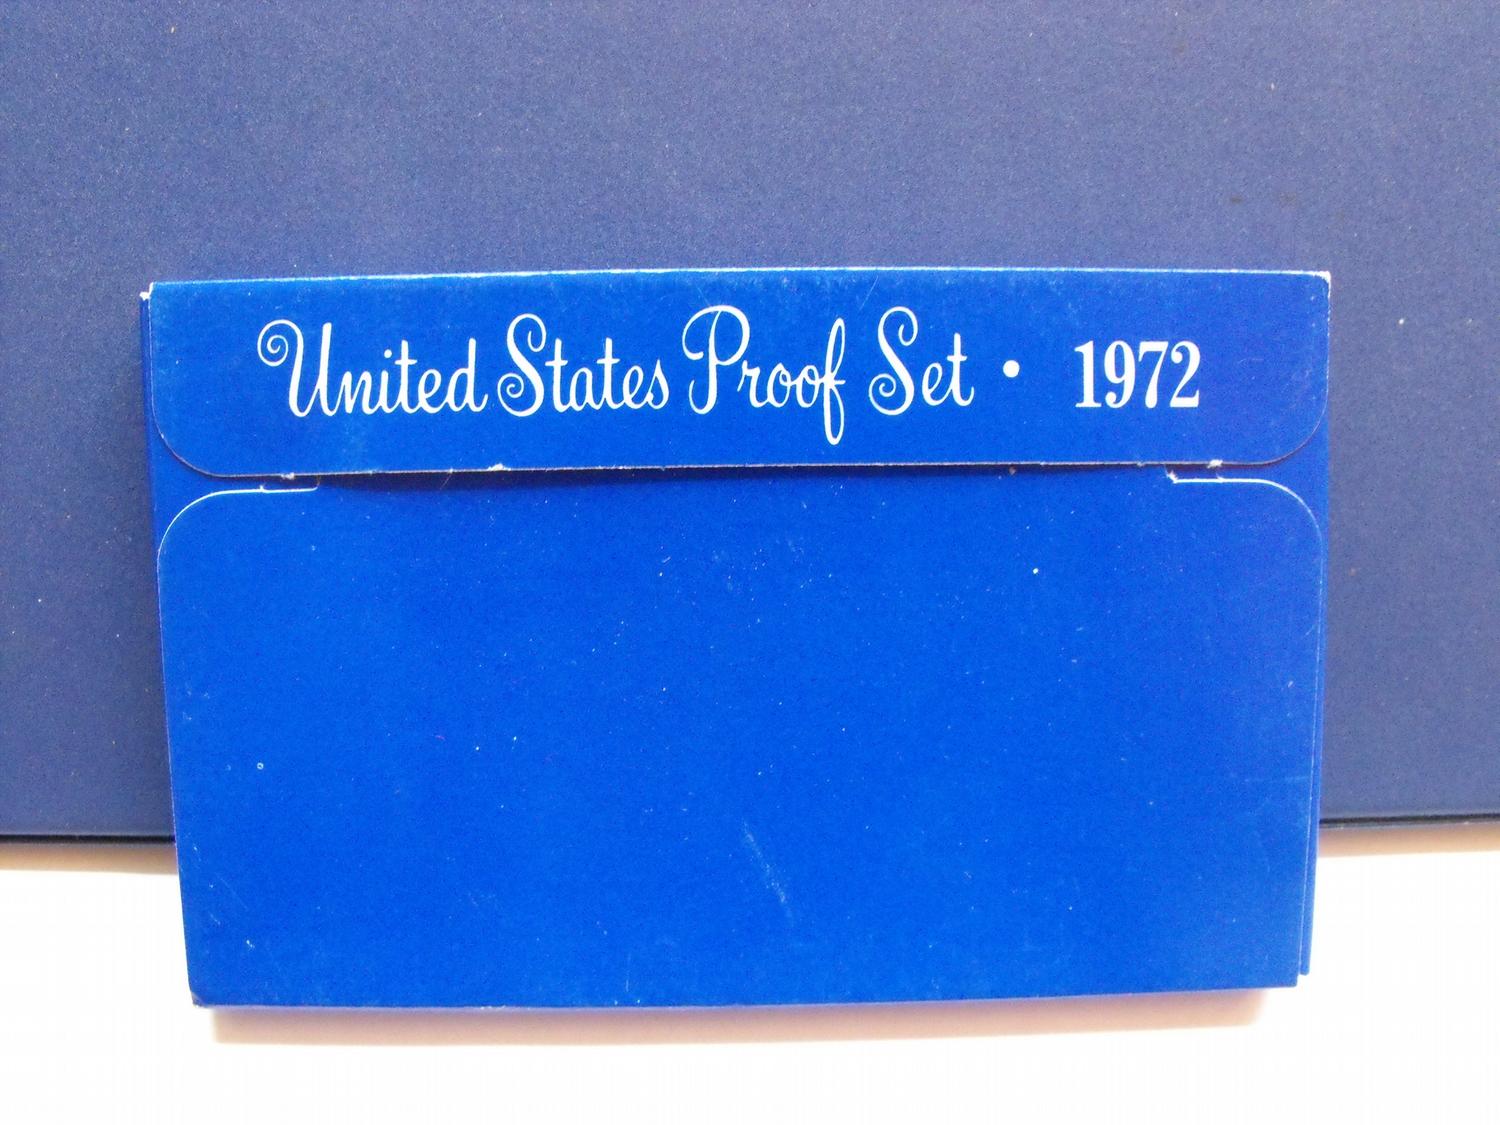 United States Proof Set • 1972